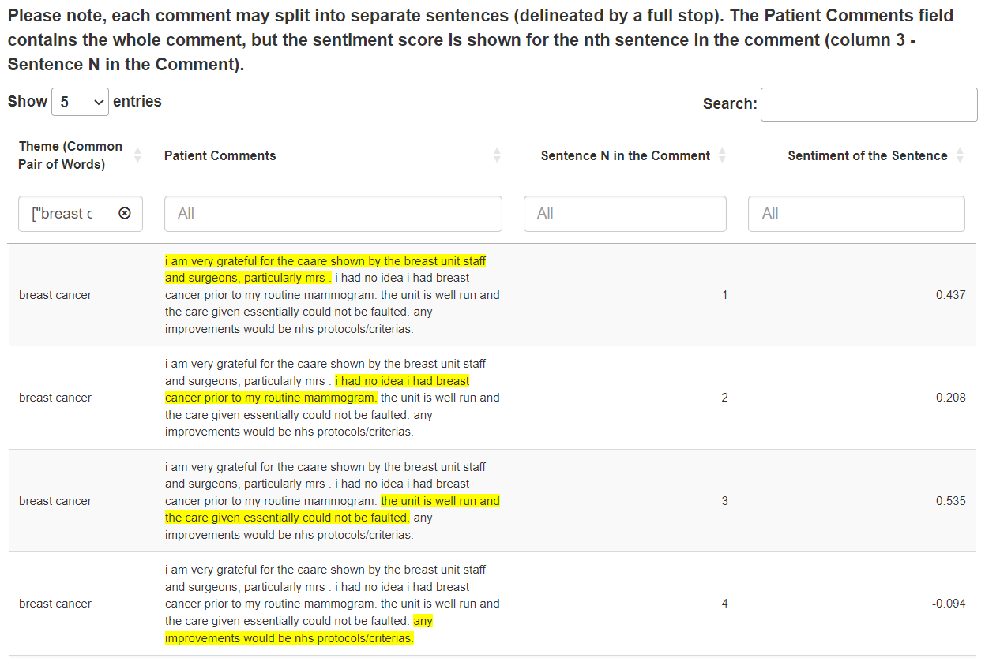 Please note, each comment may split into separate sentences (delineated by a full stop). The Patient Comments field
contains the whole comment, but the sentiment score is shown for the nth sentence in the comment (column 3 -
Sentence N in the Comment).
Show 5 entries
Search:
Theme (Common
Pair of Words)
Patient Comments
Sentence N in the Comment
Sentiment of the Sentence
["breast c
All
All
All
breast cancer
i am very grateful for the caare shown by the breast unit staff
and surgeons, particularly mrs . i had no idea i had breast
cancer prior to my routine mammogram. the unit is well run and
the care given essentially could not be faulted. any
improvements would be nhs protocols/criterias.
1
0.437
breast cancer
i am very grateful for the caare shown by the breast unit staff
and surgeons, particularly mrs . i had no idea i had breast
cancer prior to my routine mammogram. the unit is well run and
the care given essentially could not be faulted. any
improvements would be nhs protocols/criterias.
2
0.208
breast cancer
i am very grateful for the caare shown by the breast unit staff
and surgeons, particularly mrs . i had no idea i had breast
cancer prior to my routine mammogram. the unit is well run and
the care given essentially could not be faulted. any
improvements would be nhs protocols/criterias.
3
0.535
breast cancer
i am very grateful for the caare shown by the breast unit staff
and surgeons, particularly mrs . i had no idea i had breast
cancer prior to my routine mammogram. the unit is well run and
the care given essentially could not be faulted. any
improvements would be nhs protocols/criterias.
4
-0.094